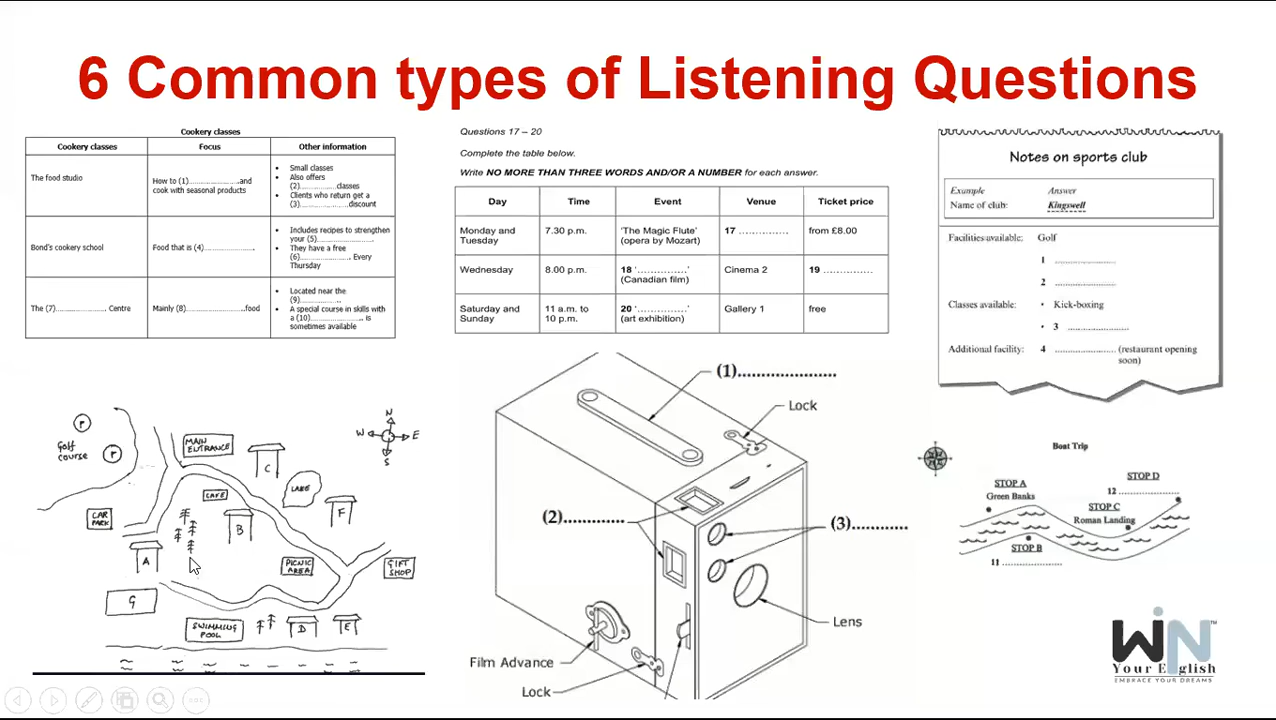 6 Common types of Listening Questions
Cookery classes
Cookery classes Focus Other information
The food studio
How to (1)......................and
cook with seasonal products
• Small classes
• Also offers
(2)...................classes
• Clients who return get a
(3).....................discount
Bond's cookery school
Food that is (4)......................
• Includes recipes to strengthen
your (5)........................
• They have a free
(6)......................... Every
Thursday
The (7)........................ Centre
Mainly (8)........................food
• Located near the
(9)....................
• A special course in skills with
a (10)........................ is
sometimes available
Questions 17 – 20
Complete the table below.
Write NO MORE THAN THREE WORDS AND/OR A NUMBER for each answer.
Day Time Event Venue Ticket price
Monday and
Tuesday
7.30 p.m.
'The Magic Flute'
(opera by Mozart)
17 ...............
from £8.00
Wednesday
8.00 p.m.
18 '...............'
(Canadian film)
Cinema 2
19 ...............
Saturday and
Sunday
11 a.m. to
10 p.m.
20 '...............'
(art exhibition)
Gallery 1
free
Notes on sports club
Example Answer
Name of club: Kingswell
Facilities available: Golf
1 .....................
2 .....................
Classes available: • Kick-boxing
• 3 .....................
Additional facility: 4 ..................... (restaurant opening
soon)
P
Golf
course
P
MAIN
ENTRANCE
C
N
W E
S
CAFE
LAKE
CAR
PARK
B
F
A
PICNIC
AREA
GIFT
SHOP
G
SWIMMING
POOL
D
E
(1)....................
Lock
(2).............
(3)............
Lens
Film Advance
Lock
Boat Trip
STOP A
Green Banks
STOP D
12 ....................
STOP C
Roman Landing
STOP B
11 ....................
WIN TM
Your English
EMBRACE YOUR DREAMS